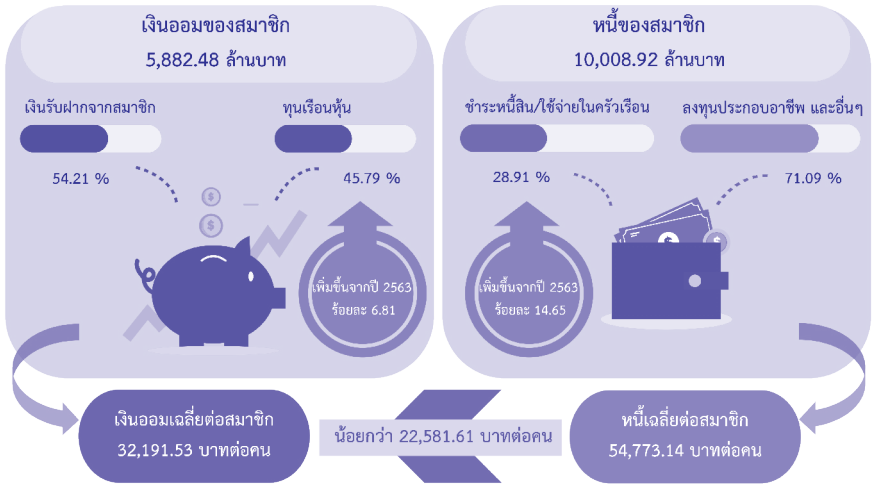 เงินออมของสมาชิก
5,882.48 ล้านบาท
เงินรับฝากจากสมาชิก
ทุนเรือนหุ้น
54.21 %
45.79 %
เพิ่มขึ้นจากปี 2563
ร้อยละ 6.81
หนี้ของสมาชิก
10,008.92 ล้านบาท
ชำระหนี้สิน/ใช้จ่ายในครัวเรือน
ลงทุนประกอบอาชีพ และอื่นๆ
28.91 %
71.09 %
เพิ่มขึ้นจากปี 2563
ร้อยละ 14.65
เงินออมเฉลี่ยต่อสมาชิก
32,191.53 บาทต่อคน
น้อยกว่า 22,581.61 บาทต่อคน
หนี้เฉลี่ยต่อสมาชิก
54,773.14 บาทต่อคน